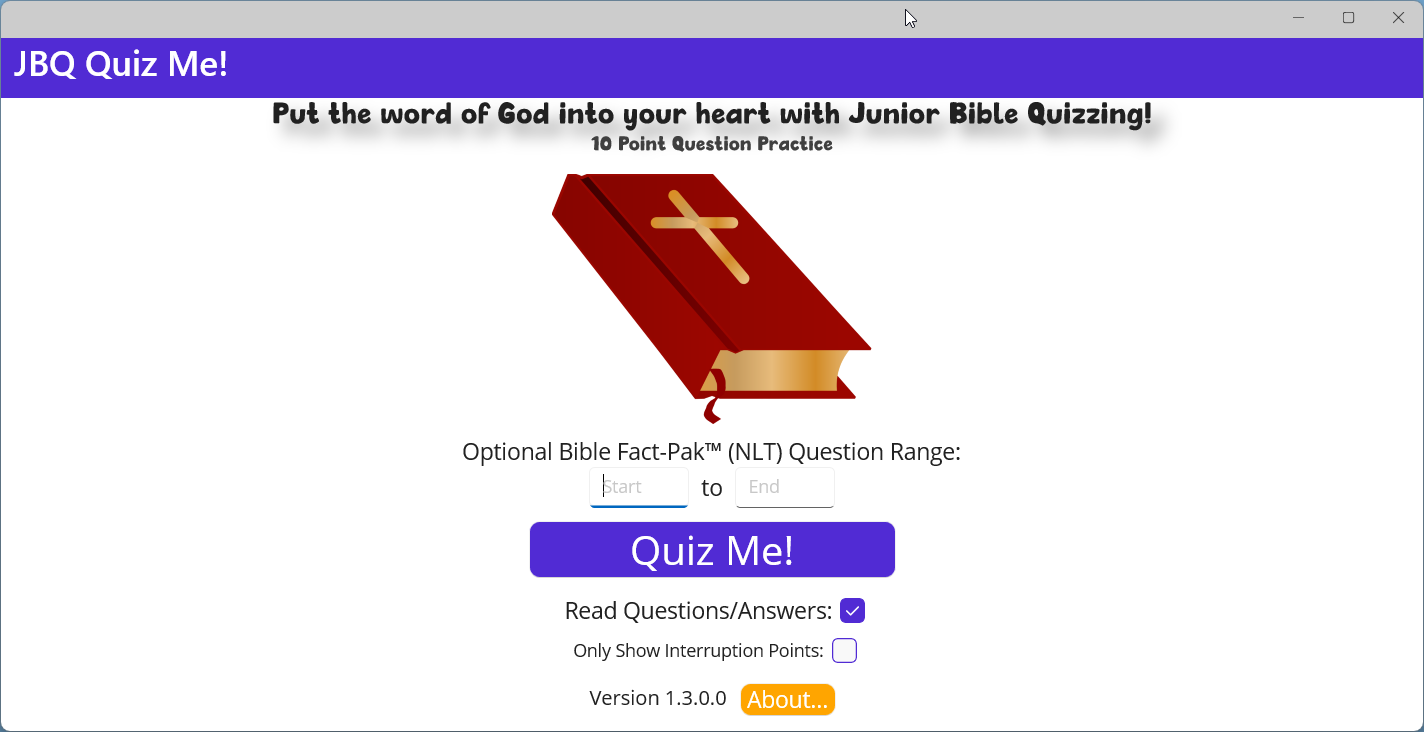 JBQ Quiz Me!
Put the word of God into your heart with Junior Bible Quizzing!
10 Point Question Practice
Optional Bible Fact-Pak™ (NLT) Question Range:
Start to End
Quiz Me!
Read Questions/Answers:
Only Show Interruption Points:
Version 1.3.0.0 About...